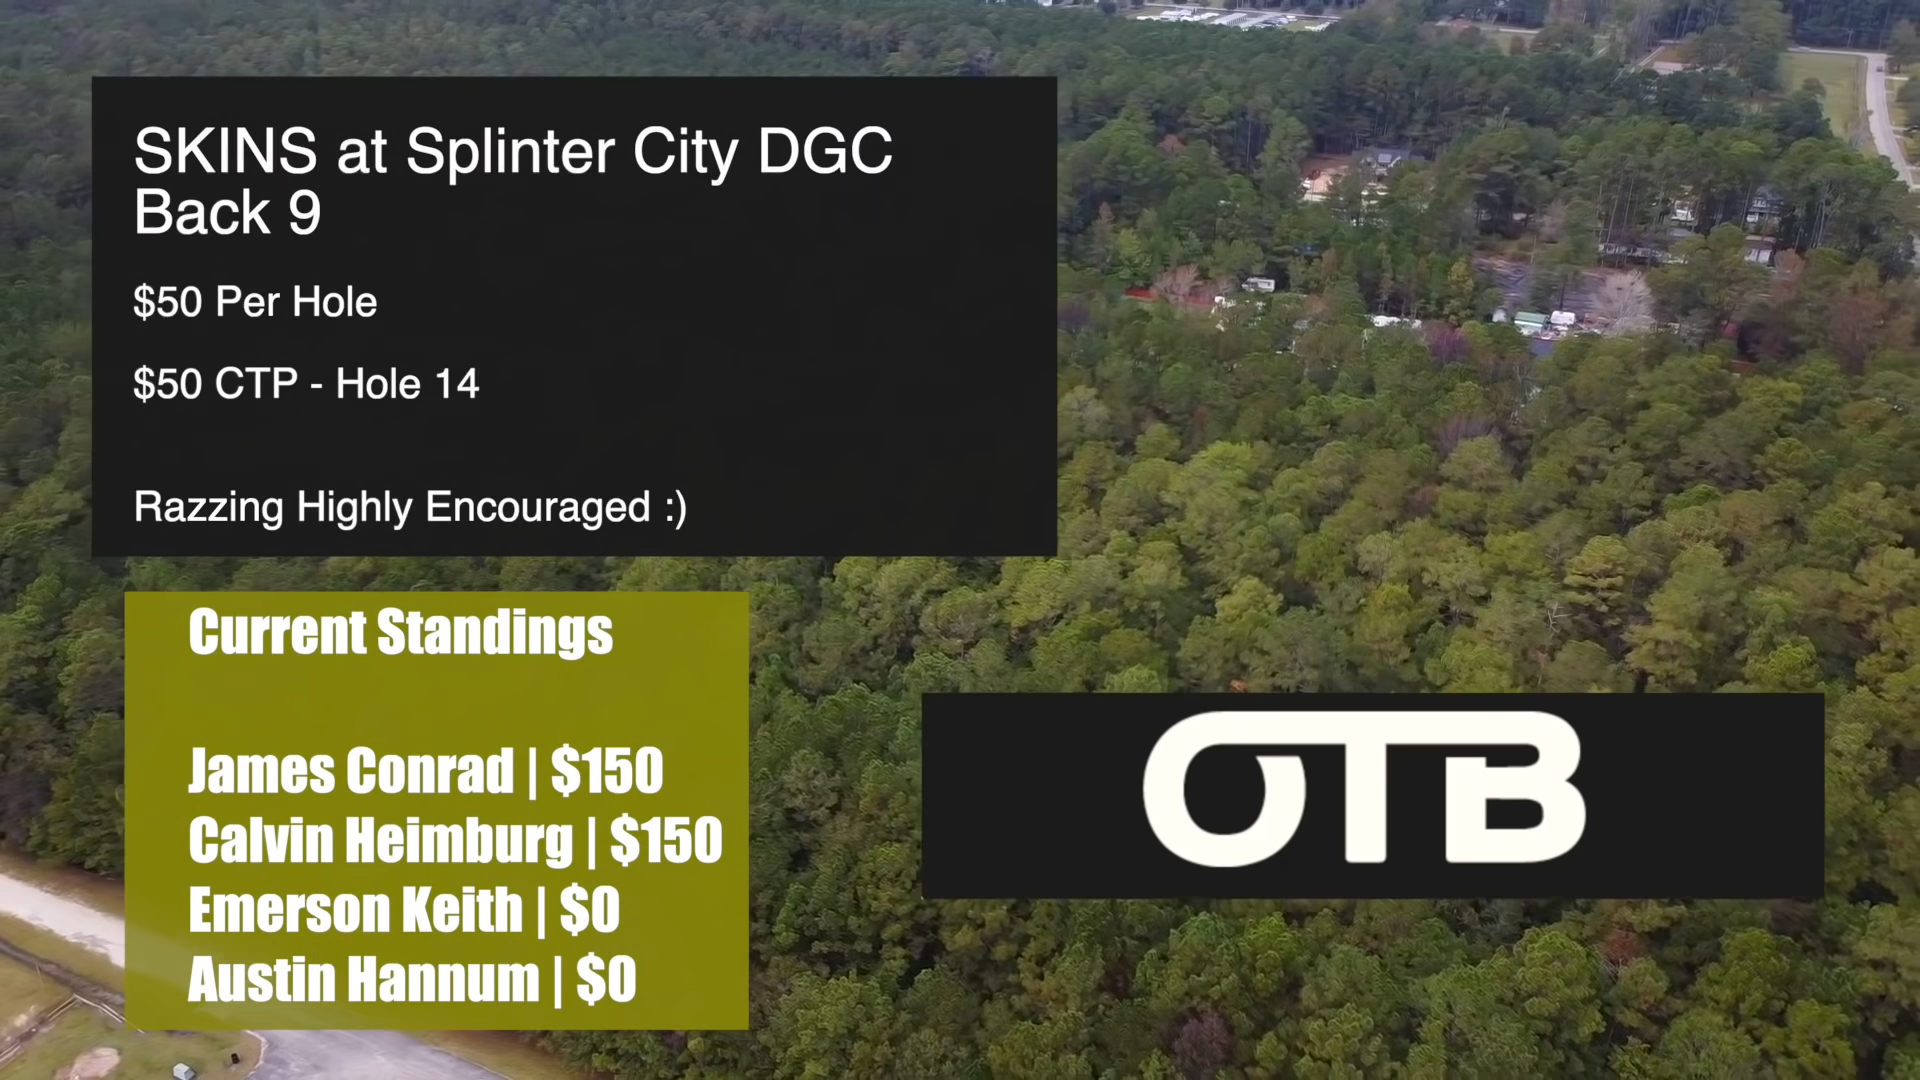 SKINS at Splinter City DGC
Back 9
$50 Per Hole
$50 CTP - Hole 14
Razzing Highly Encouraged :)
Current Standings
James Conrad | $150
Calvin Heimburg | $150
Emerson Keith | $0
Austin Hannum | $0
OTB